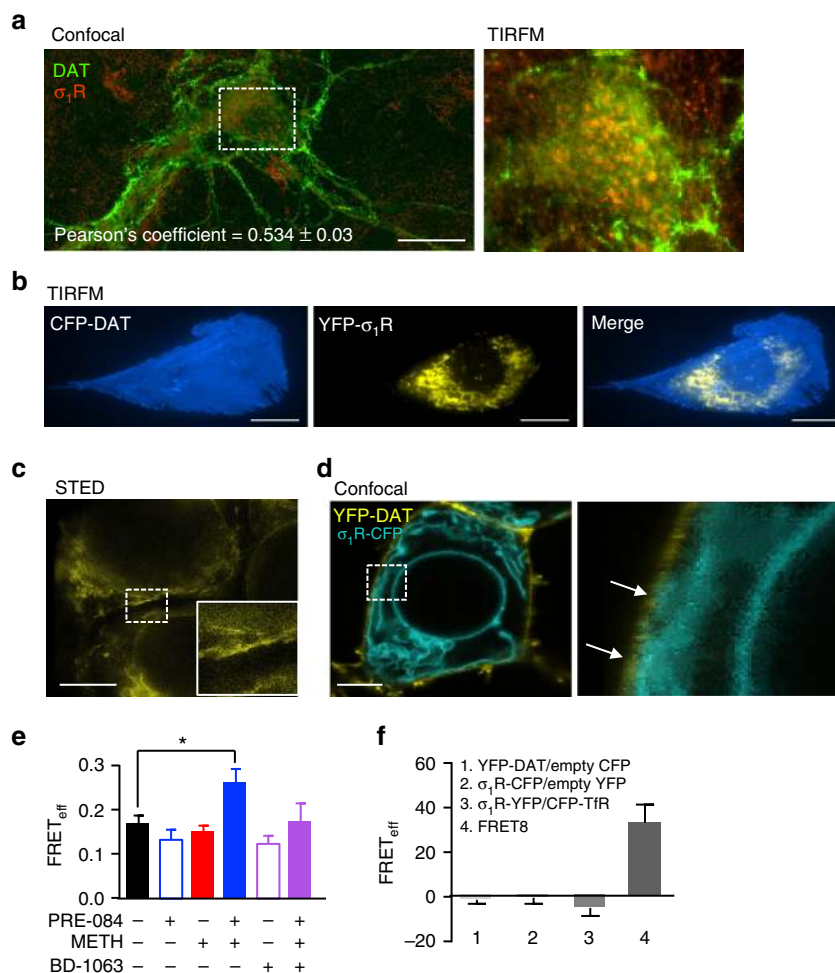 a
Confocal
TIRFM
DAT
σ₁R
Pearson's coefficient = 0.534 ± 0.03
b
TIRFM
CFP-DAT
YFP-σ₁R
Merge
c
STED
d
Confocal
YFP-DAT
σ₁R-CFP
e
*
0.3
0.2
0.1
0.0
FRETeff
PRE-084 – + – + – +
METH – – + + – +
BD-1063 – – – – + +
f
60
40
20
0
–20
FRETeff
1. YFP-DAT/empty CFP
2. σ₁R-CFP/empty YFP
3. σ₁R-YFP/CFP-TfR
4. FRET8
1 2 3 4